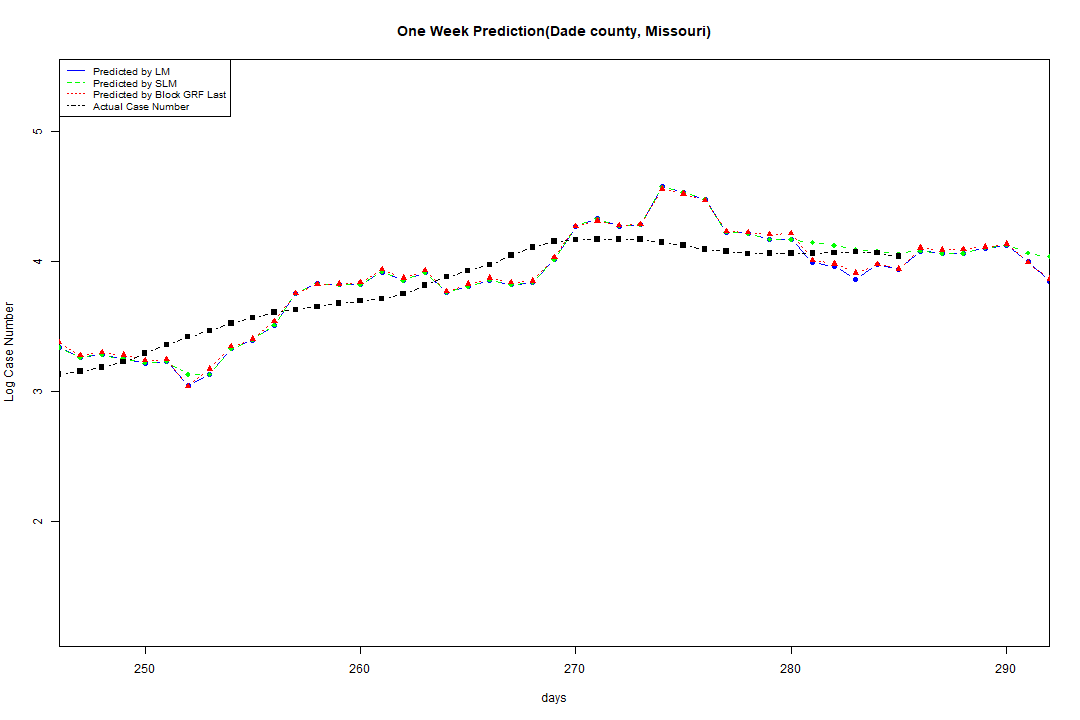 One Week Prediction(Dade county, Missouri)
Predicted by LM
Predicted by SLM
Predicted by Block GRF Last
Actual Case Number
5
4
3
2
Log Case Number
250 260 270 280 290
days